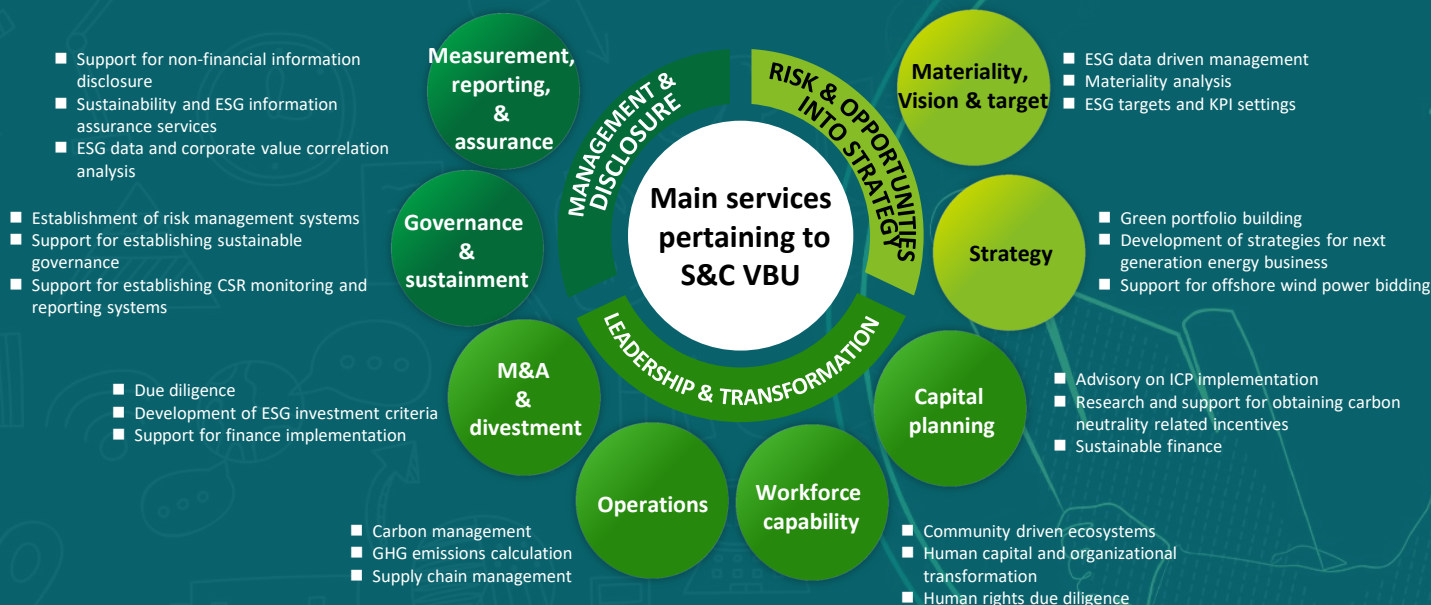 Main services
pertaining to
S&C VBU
RISK & OPPORTUNITIES
INTO STRATEGY
Materiality,
Vision & target
■ ESG data driven management
■ Materiality analysis
■ ESG targets and KPI settings
Strategy
■ Green portfolio building
■ Development of strategies for next
generation energy business
■ Support for offshore wind power bidding
LEADERSHIP & TRANSFORMATION
Capital
planning
■ Advisory on ICP implementation
■ Research and support for obtaining carbon
neutrality related incentives
■ Sustainable finance
Workforce
capability
■ Community driven ecosystems
■ Human capital and organizational
transformation
■ Human rights due diligence
Operations
■ Carbon management
■ GHG emissions calculation
■ Supply chain management
M&A
&
divestment
■ Due diligence
■ Development of ESG investment criteria
■ Support for finance implementation
MANAGEMENT &
DISCLOSURE
Governance
&
sustainment
■ Establishment of risk management systems
■ Support for establishing sustainable
governance
■ Support for establishing CSR monitoring and
reporting systems
Measurement,
reporting,
&
assurance
■ Support for non-financial information
disclosure
■ Sustainability and ESG information
assurance services
■ ESG data and corporate value correlation
analysis